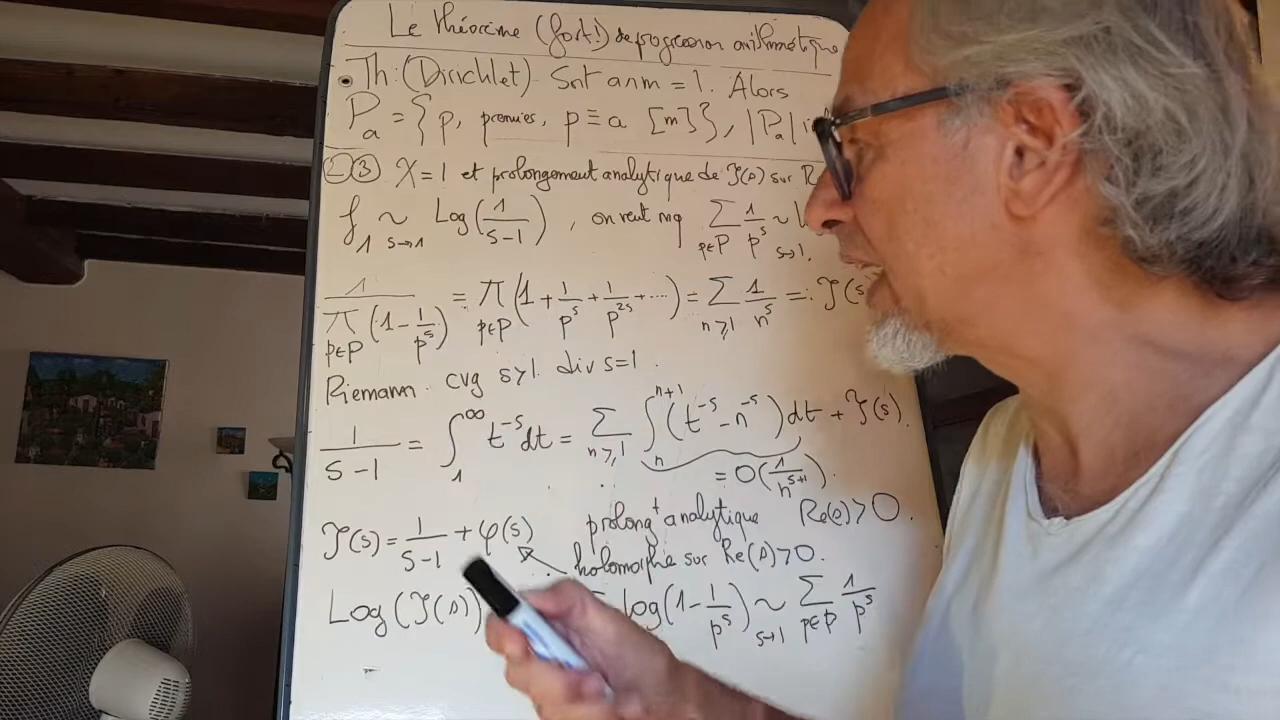 Le théorème (fort!) de progression arithmétique
• Th: (Dirichlet) Soit a∧m = 1. Alors
P_a = { p, premiers, p ≡ a [m] }, |P_a|
② ③ χ = 1 et prolongement analytique de ζ(s) sur R
f_1 ~_{s→1} Log(1/(s-1)), on veut mq ∑_{p∈P} 1/p^s ~_{s→1}
1/(π_{p∈P} (1 - 1/p^s)) = π_{p∈P} (1 + 1/p^s + 1/p^{2s} + ....) = ∑_{n≥1} 1/n^s =: ζ(s)
Riemann. cvg s>1. div s=1.
1/(s-1) = ∫_1^∞ t^{-s} dt = ∑_{n≥1} ∫_n^{n+1} (t^{-s} - n^{-s}) dt + ζ(s).
= O(1/n^{s+1}).
ζ(s) = 1/(s-1) + φ(s) prolong^t analytique Re(s) > 0.
holomorphe sur Re(s) > 0.
Log(ζ(s)) log(1 - 1/p^s) ~_{s→1} ∑_{p∈P} 1/p^s